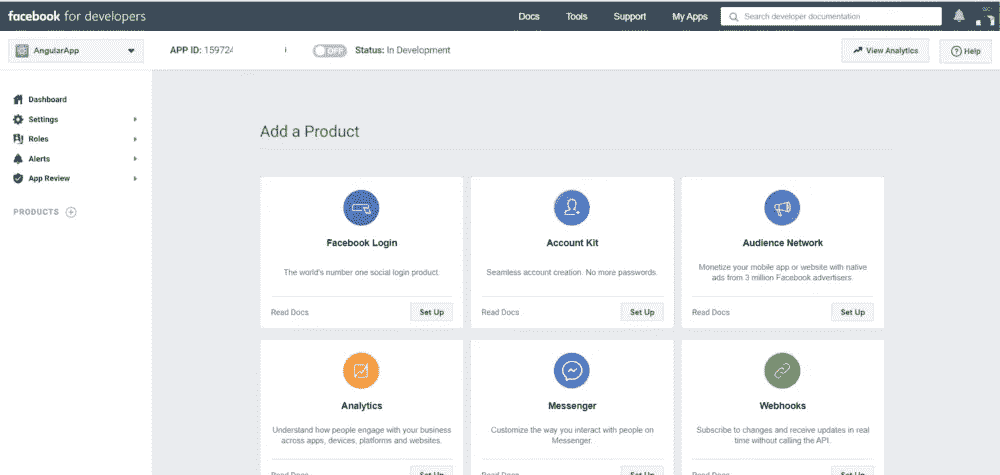 facebook for developers
Docs
Tools
Support
My Apps
Search developer documentation
AngularApp
APP ID: 159724
OFF
Status: In Development
View Analytics
Help
Dashboard
Settings
Roles
Alerts
App Review
PRODUCTS
Add a Product
Facebook Login
The world's number one social login product.
Read Docs
Set Up
Account Kit
Seamless account creation. No more passwords.
Read Docs
Set Up
Audience Network
Monetize your mobile app or website with native
ads from 3 million Facebook advertisers.
Read Docs
Set Up
Analytics
Understand how people engage with your business
across apps, devices, platforms and websites.
Read Docs
Set Up
Messenger
Customize the way you interact with people on
Messenger.
Read Docs
Set Up
Webhooks
Subscribe to changes and receive updates in real
time without calling the API.
Read Docs
Set Up